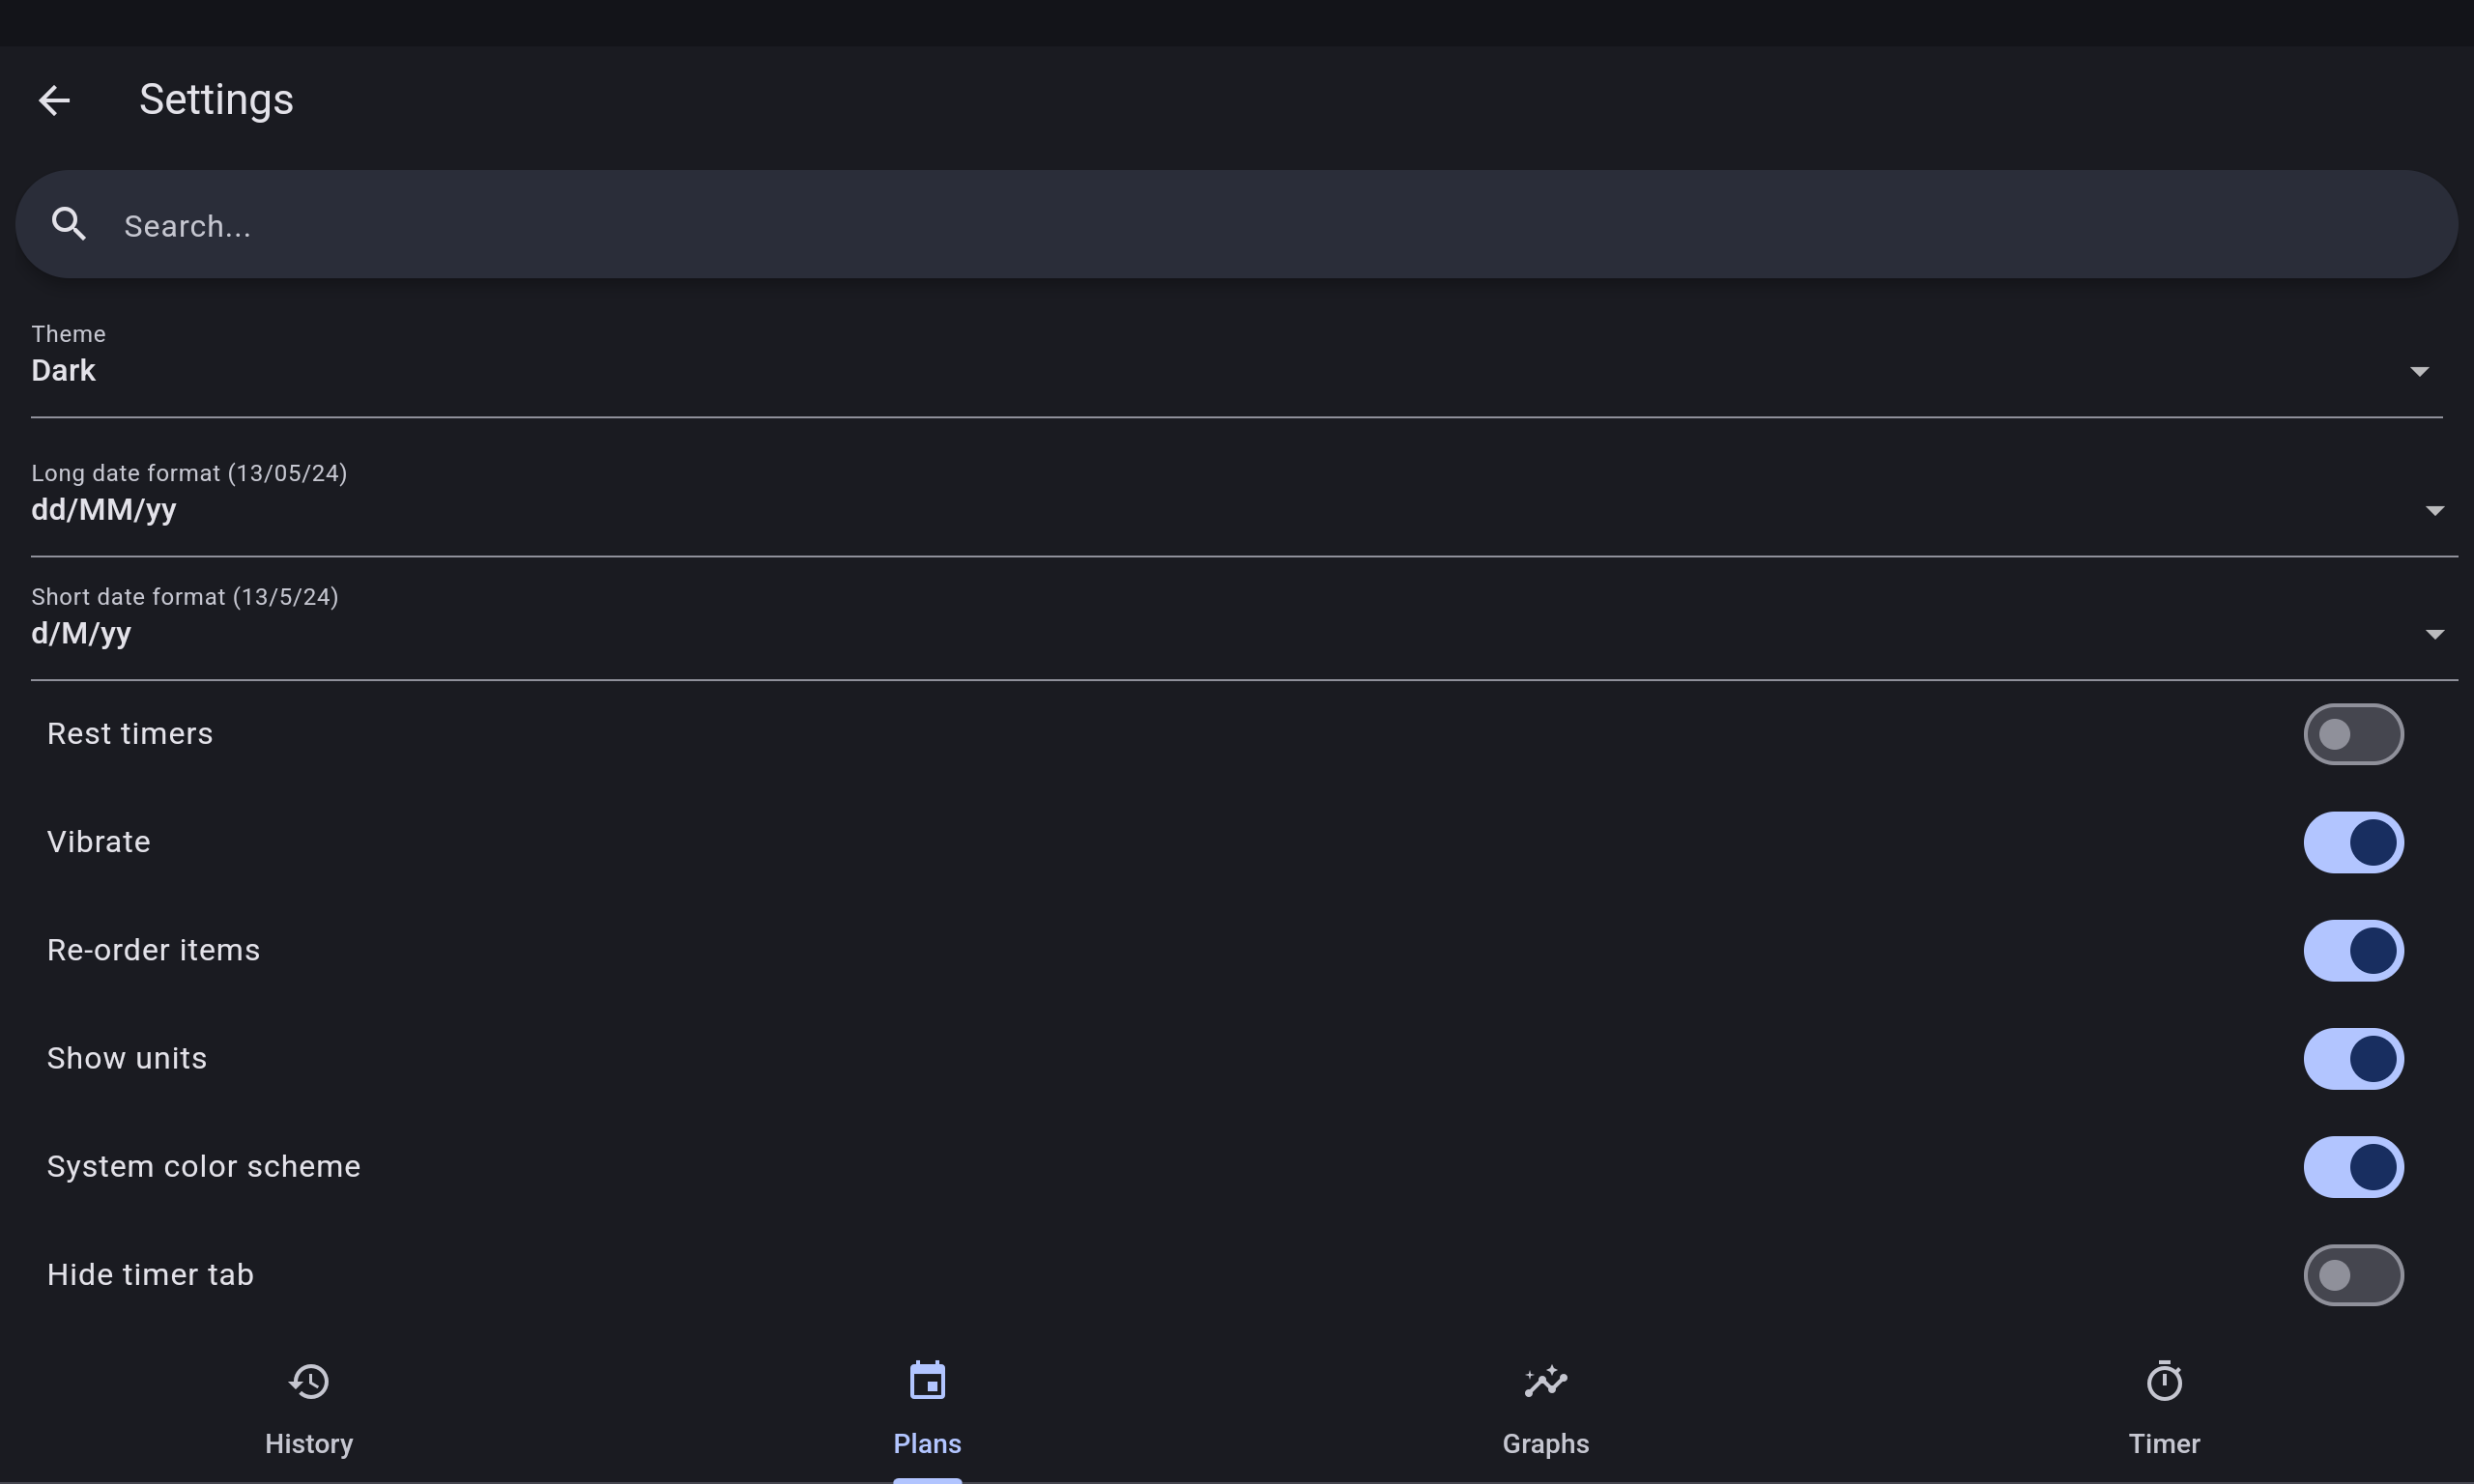 Settings
Search...
Theme
Dark
Long date format (13/05/24)
dd/MM/yy
Short date format (13/5/24)
d/M/yy
Rest timers
Vibrate
Re-order items
Show units
System color scheme
Hide timer tab
History
Plans
Graphs
Timer